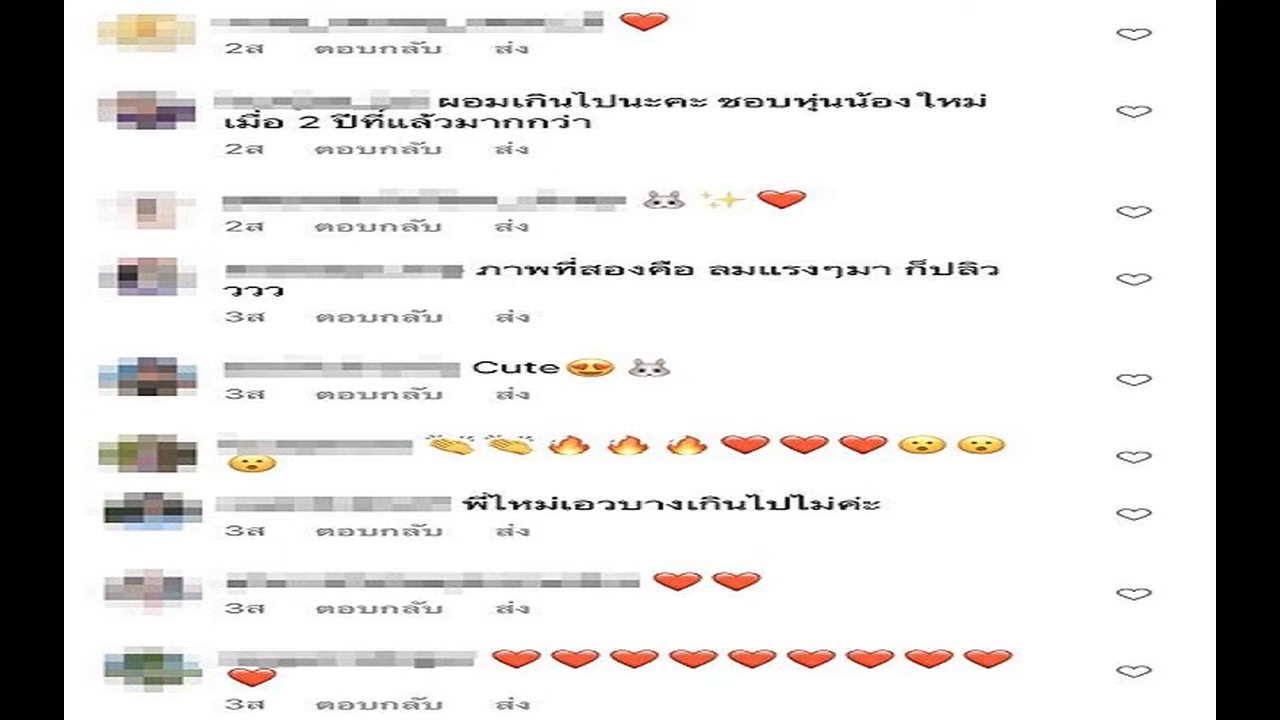 ❤️
2ส ตอบกลับ ส่ง
ผอมเกินไปนะคะ ชอบหุ่นน้องใหม่
เมื่อ 2 ปีที่แล้วมากกว่า
2ส ตอบกลับ ส่ง
🐹 ✨ ❤️
2ส ตอบกลับ ส่ง
ภาพที่สองคือ ลมแรงๆมา ก็ปลิว
ววว
3ส ตอบกลับ ส่ง
Cute😍 🐹
3ส ตอบกลับ ส่ง
👏 👏 🔥 🔥 🔥 ❤️ ❤️ ❤️ 😮 😮
😮
พี่ใหม่เอวบางเกินไปไม่ค่ะ
3ส ตอบกลับ ส่ง
❤️ ❤️
3ส ตอบกลับ ส่ง
❤️ ❤️ ❤️ ❤️ ❤️ ❤️ ❤️ ❤️ ❤️
❤️
3ส ตอบกลับ ส่ง